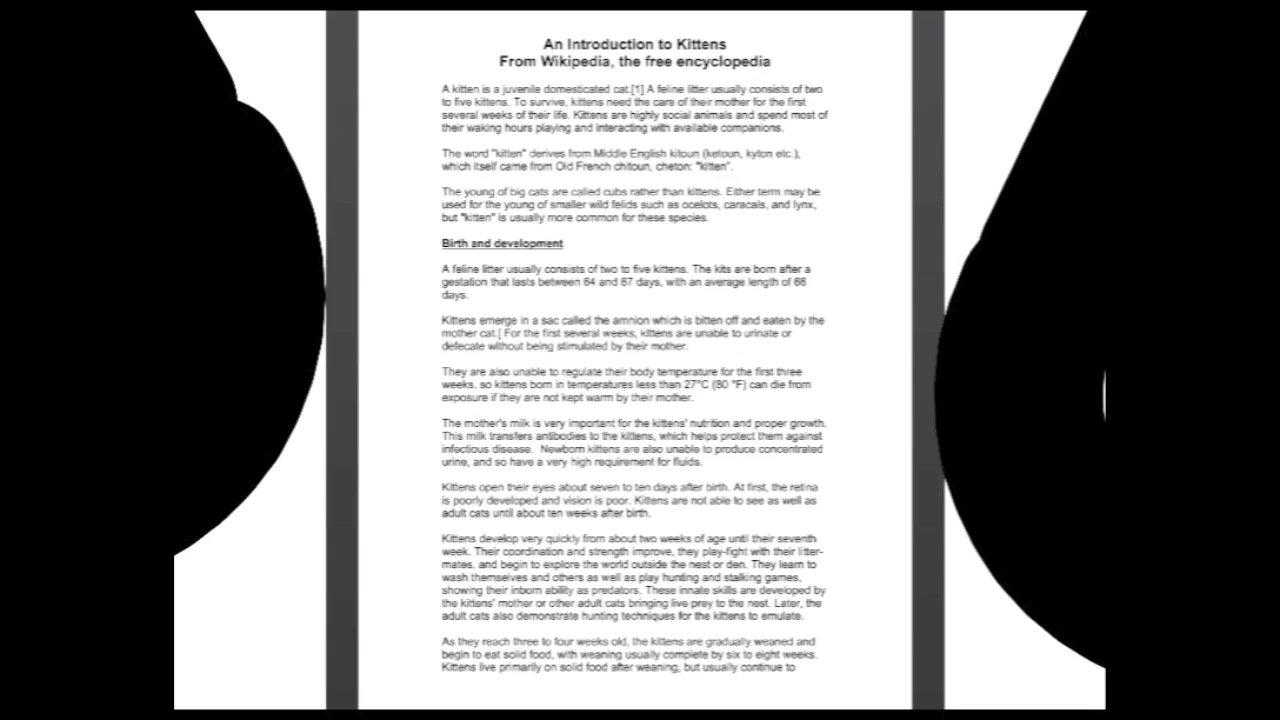 An Introduction to Kittens
From Wikipedia, the free encyclopedia
A kitten is a juvenile domesticated cat.[1] A feline litter usually consists of two
to five kittens. To survive, kittens need the care of their mother for the first
several weeks of their life. Kittens are highly social animals and spend most of
their waking hours playing and interacting with available companions.
The word "kitten" derives from Middle English kitoun (ketoun, kyton etc.),
which itself came from Old French chitoun, cheton: "kitten".
The young of big cats are called cubs rather than kittens. Either term may be
used for the young of smaller wild felids such as ocelots, caracals, and lynx,
but "kitten" is usually more common for these species.
Birth and development
A feline litter usually consists of two to five kittens. The kits are born after a
gestation that lasts between 64 and 67 days, with an average length of 66
days.
Kittens emerge in a sac called the amnion which is bitten off and eaten by the
mother cat.[ For the first several weeks, kittens are unable to urinate or
defecate without being stimulated by their mother.
They are also unable to regulate their body temperature for the first three
weeks, so kittens born in temperatures less than 27°C (80 °F) can die from
exposure if they are not kept warm by their mother.
The mother's milk is very important for the kittens' nutrition and proper growth.
This milk transfers antibodies to the kittens, which helps protect them against
infectious disease.  Newborn kittens are also unable to produce concentrated
urine, and so have a very high requirement for fluids.
Kittens open their eyes about seven to ten days after birth. At first, the retina
is poorly developed and vision is poor. Kittens are not able to see as well as
adult cats until about ten weeks after birth.
Kittens develop very quickly from about two weeks of age until their seventh
week. Their coordination and strength improve, they play-fight with their litter-
mates, and begin to explore the world outside the nest or den. They learn to
wash themselves and others as well as play hunting and stalking games,
showing their inborn ability as predators. These innate skills are developed by
the kittens' mother or other adult cats bringing live prey to the nest. Later, the
adult cats also demonstrate hunting techniques for the kittens to emulate.
As they reach three to four weeks old, the kittens are gradually weaned and
begin to eat solid food, with weaning usually complete by six to eight weeks.
Kittens live primarily on solid food after weaning, but usually continue to